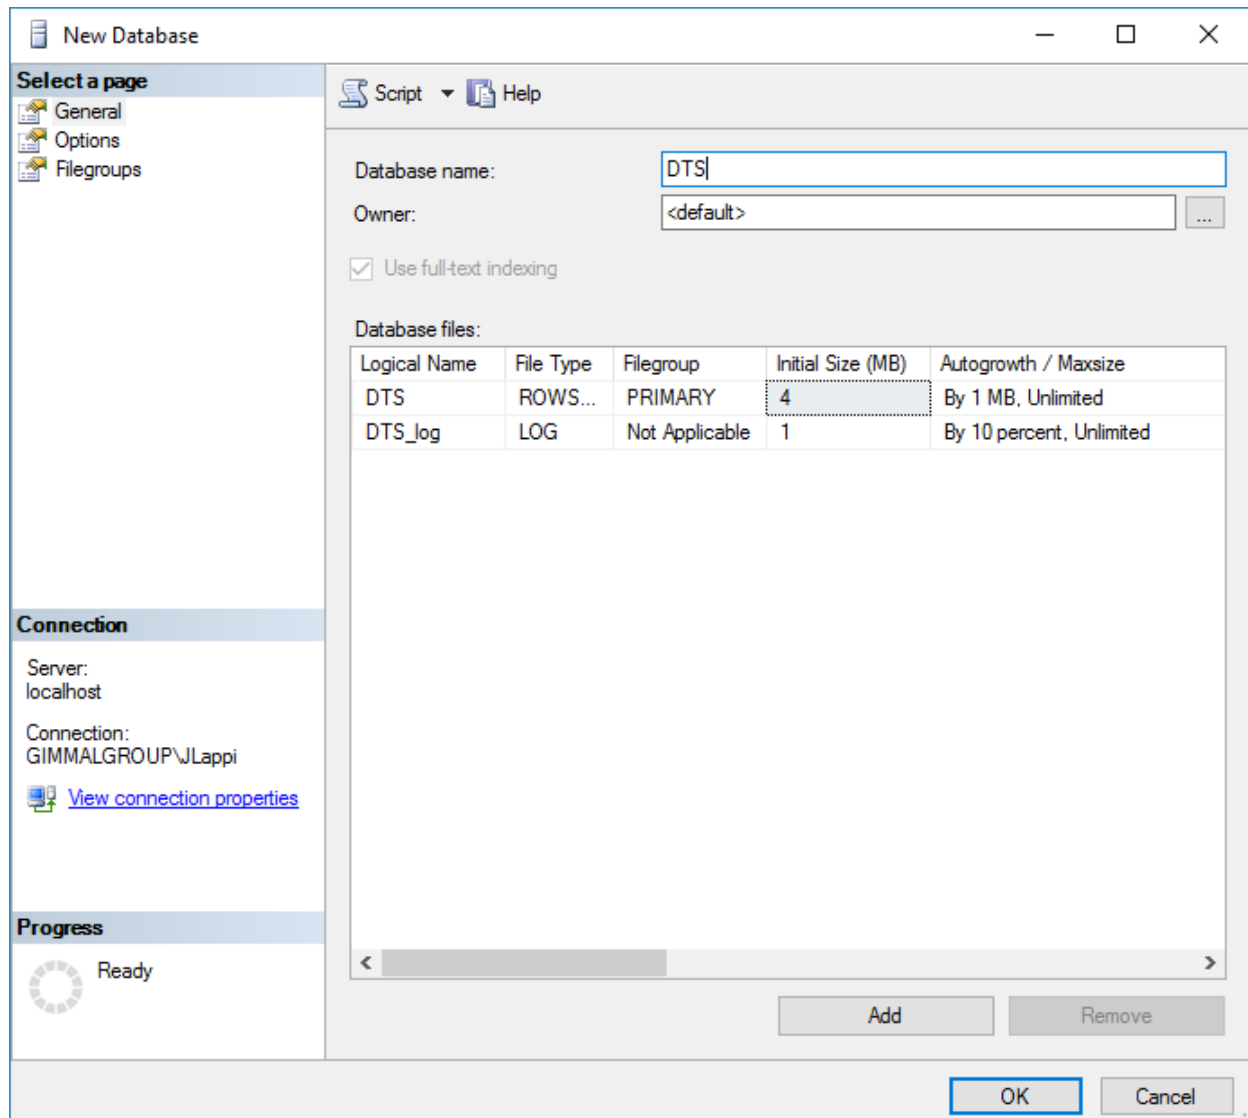 New Database
Select a page
General
Options
Filegroups
Script
Help
Database name:
DTS
Owner:
<default>
...
Use full-text indexing
Database files:
Logical Name File Type Filegroup Initial Size (MB) Autogrowth / Maxsize
DTS ROWS... PRIMARY 4 By 1 MB, Unlimited
DTS_log LOG Not Applicable 1 By 10 percent, Unlimited
Connection
Server:
localhost
Connection:
GIMMALGROUP\JLappi
View connection properties
Progress
Ready
Add
Remove
OK
Cancel